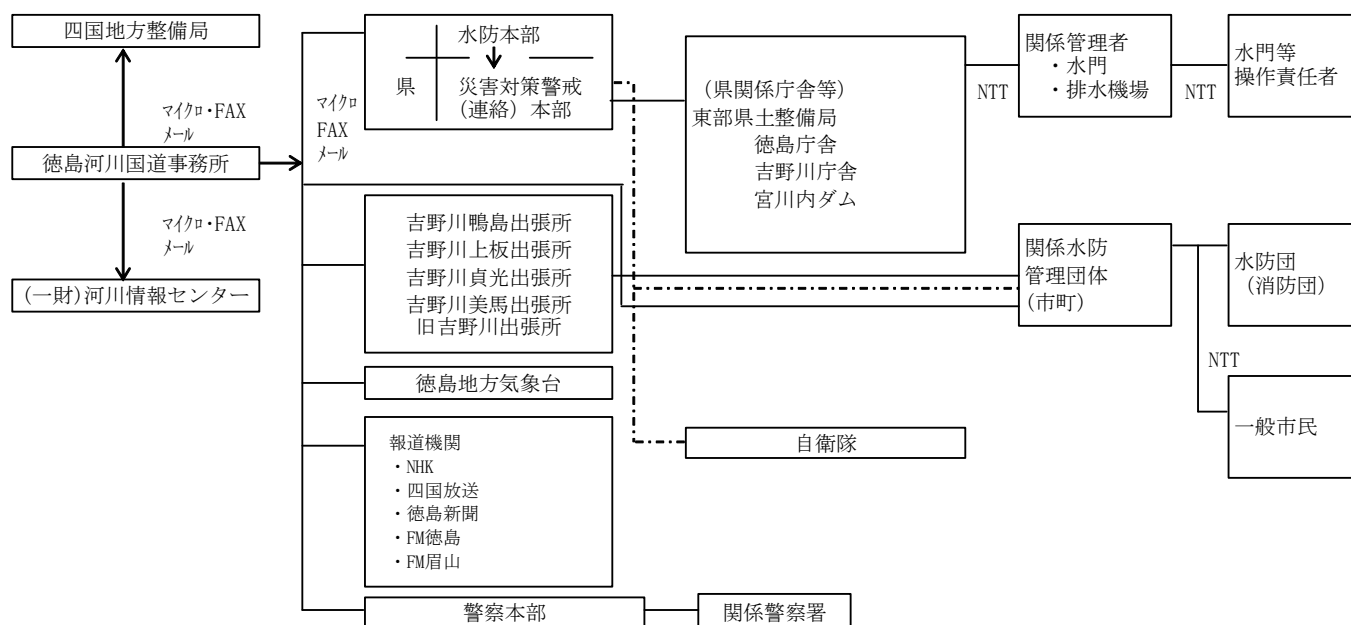 四国地方整備局
マイクロ・FAX
メール
徳島河川国道事務所
マイクロ・FAX
メール
(一財)河川情報センター
マイクロ
FAX
メール
県
水防本部
災害対策警戒
(連絡)本部
吉野川鴨島出張所
吉野川上板出張所
吉野川貞光出張所
吉野川美馬出張所
旧吉野川出張所
徳島地方気象台
報道機関
・NHK
・四国放送
・徳島新聞
・FM徳島
・FM眉山
警察本部
関係警察署
(県関係庁舎等)
東部県土整備局
徳島庁舎
吉野川庁舎
宮川内ダム
自衛隊
NTT
関係管理者
・水門
・排水機場
NTT
水門等
操作責任者
関係水防
管理団体
(市町)
水防団
(消防団)
NTT
一般市民